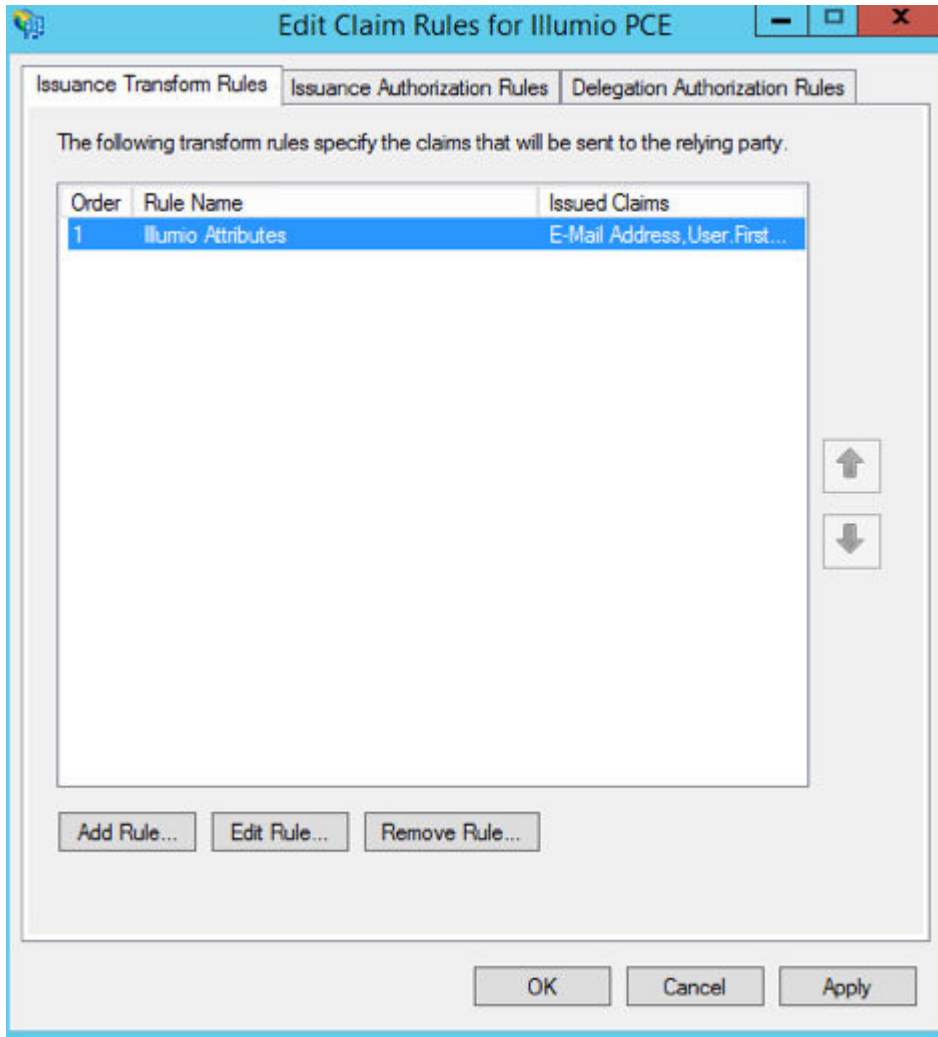 Edit Claim Rules for Illumio PCE
Issuance Transform Rules Issuance Authorization Rules Delegation Authorization Rules
The following transform rules specify the claims that will be sent to the relying party.
Order Rule Name Issued Claims
1 Illumio Attributes E-Mail Address,User.First...
Add Rule... Edit Rule... Remove Rule...
OK Cancel Apply